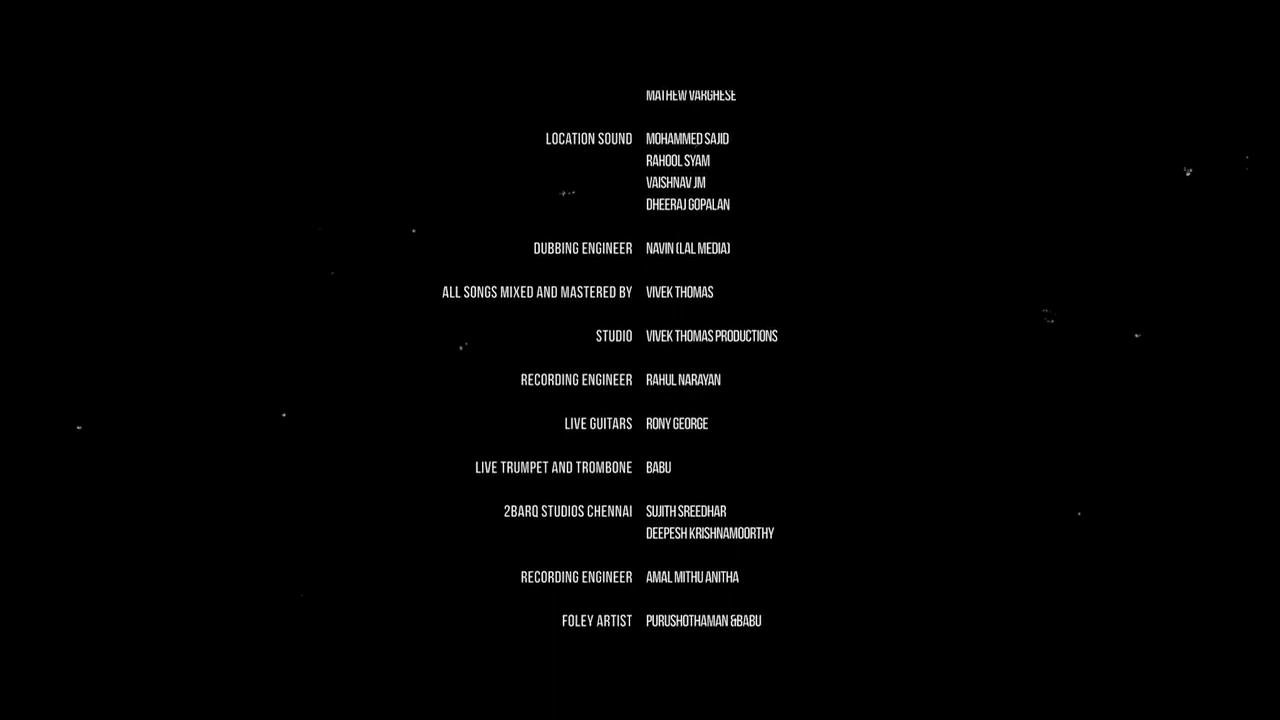 MATHEW VARGHESE
LOCATION SOUND MOHAMMED SAJID
RAHOOL SYAM
VAISHNAV JM
DHEERAJ GOPALAN
DUBBING ENGINEER NAVIN (LAL MEDIA)
ALL SONGS MIXED AND MASTERED BY VIVEK THOMAS
STUDIO VIVEK THOMAS PRODUCTIONS
RECORDING ENGINEER RAHUL NARAYAN
LIVE GUITARS RONY GEORGE
LIVE TRUMPET AND TROMBONE BABU
2BARQ STUDIOS CHENNAI SUJITH SREEDHAR
DEEPESH KRISHNAMOORTHY
RECORDING ENGINEER AMAL MITHU ANITHA
FOLEY ARTIST PURUSHOTHAMAN &BABU